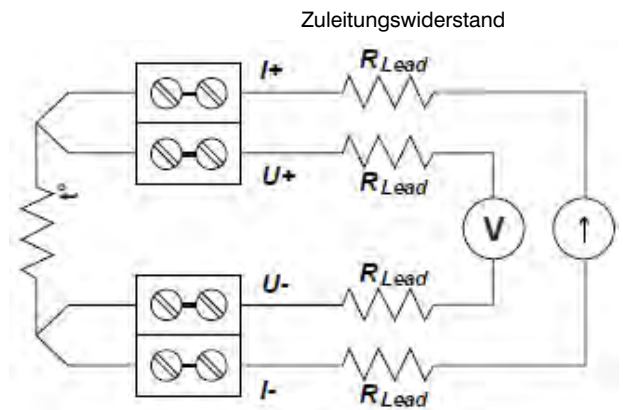 Zuleitungswiderstand
I+
RLead
U+
RLead
t°
V
↑
U-
RLead
I-
RLead